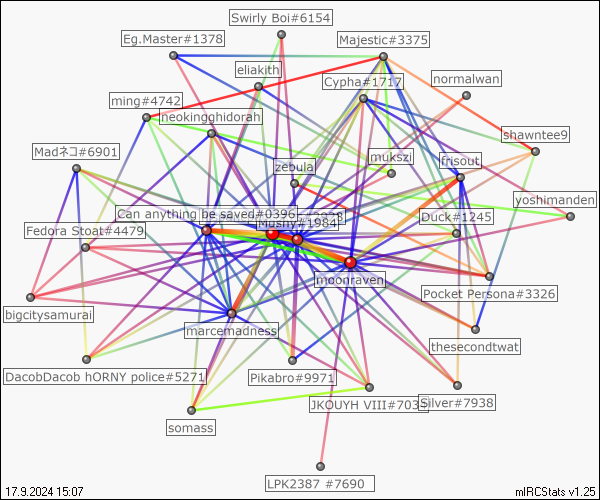 Swirly Boi#6154
Eg.Master#1378
Majestic#3375
eliakith
Cypha#1717
normalwan
ming#4742
neokingghidorah
shawntee9
Madネコ#6901
mukszi
frisout
zebula
yoshimanden
Can anything be saved#0396
Mushy#1984
Duck#1245
Fedora Stoat#4479
moonraven
Pocket Persona#3326
bigcitysamurai
marcemadness
thesecondtwat
DacobDacob hORNY police#5271
Pikabro#9971
JKOUYH VIII#703
Silver#7938
somass
LPK2387 #7690
17.9.2024 15:07
mIRCStats v1.25